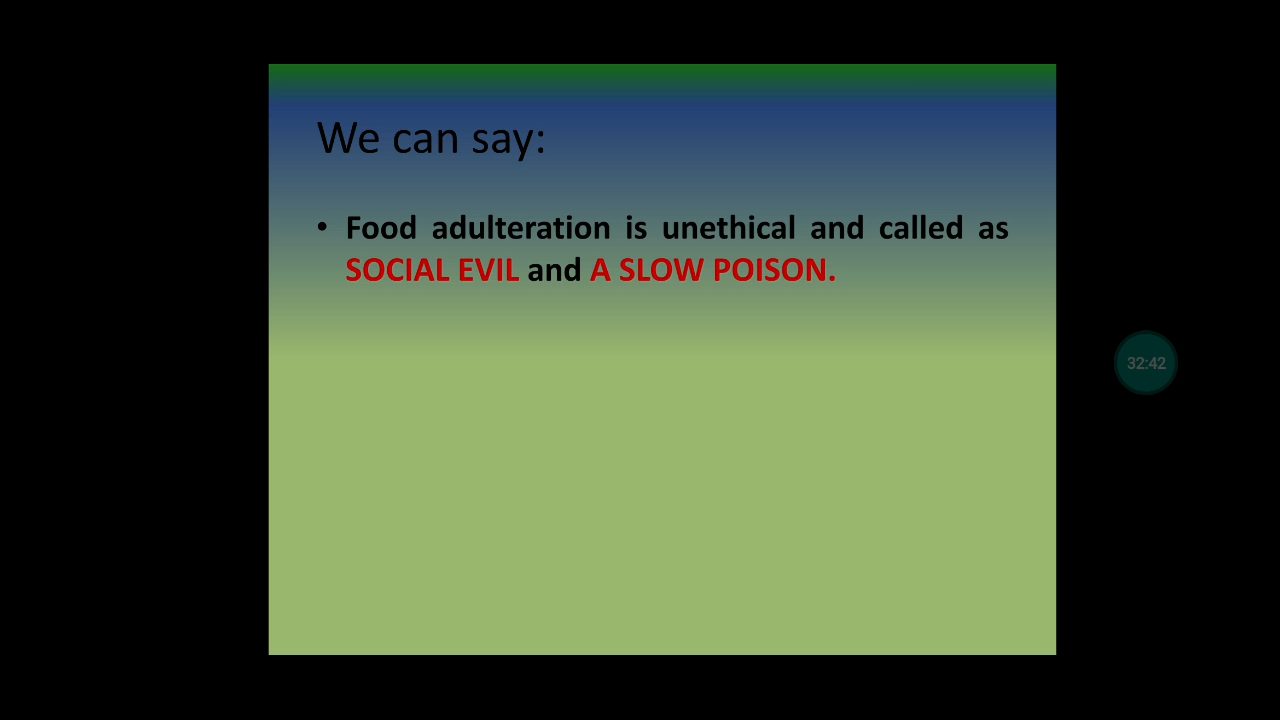 We can say:
• Food adulteration is unethical and called as
SOCIAL EVIL and A SLOW POISON.
32:42